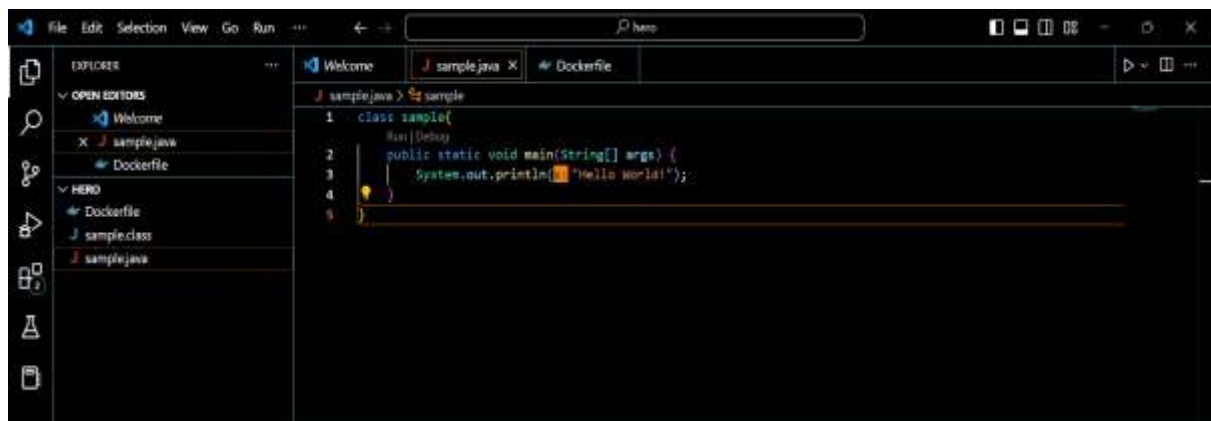 File Edit Selection View Go Run ···
hero
EXPLORER ···
OPEN EDITORS
Welcome
sample.java
Dockerfile
HERO
Dockerfile
sample.class
sample.java
Welcome
sample.java
Dockerfile
sample.java > sample
1 class sample{
Run | Debug
2 public static void main(String[] args) {
3 System.out.println( "Hello World!");
4 }
5 }
2